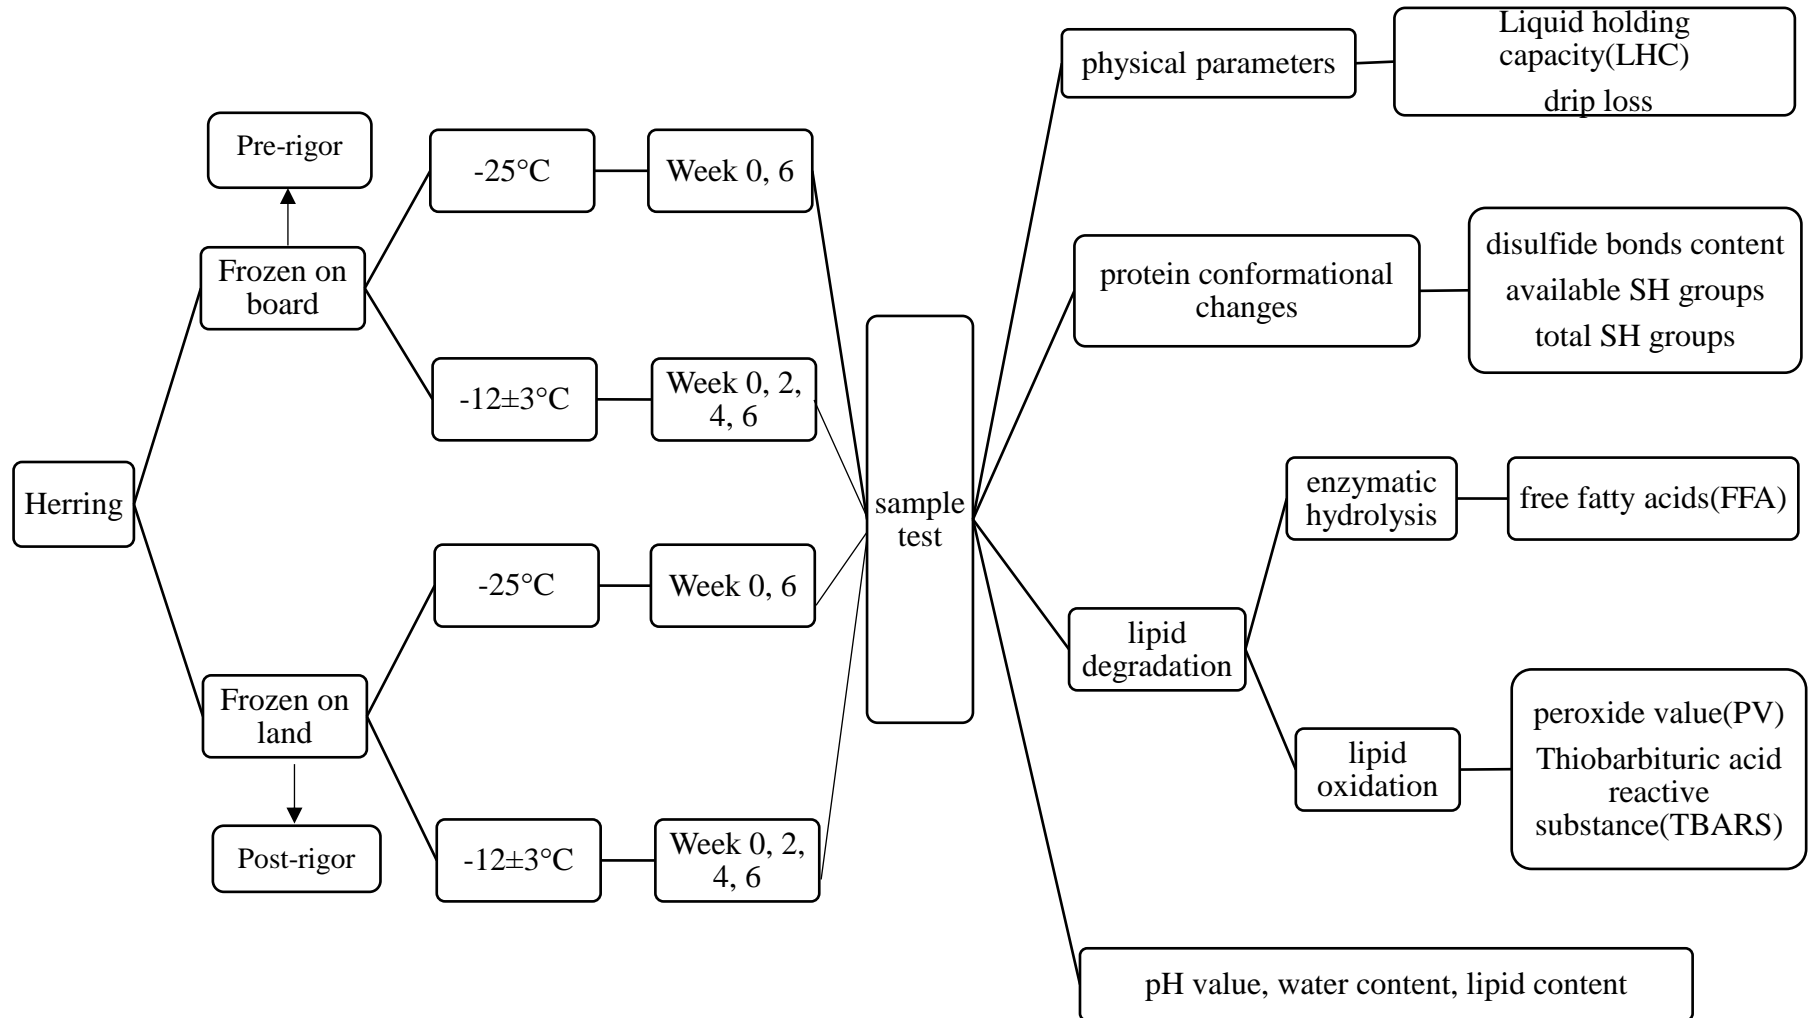 Herring
Pre-rigor
Frozen on
board
Frozen on
land
Post-rigor
-25°C
Week 0, 6
-12±3°C
Week 0, 2,
4, 6
-25°C
Week 0, 6
-12±3°C
Week 0, 2,
4, 6
sample
test
physical parameters
Liquid holding
capacity(LHC)
drip loss
protein conformational
changes
disulfide bonds content
available SH groups
total SH groups
lipid
degradation
enzymatic
hydrolysis
free fatty acids(FFA)
lipid
oxidation
peroxide value(PV)
Thiobarbituric acid
reactive
substance(TBARS)
pH value, water content, lipid content